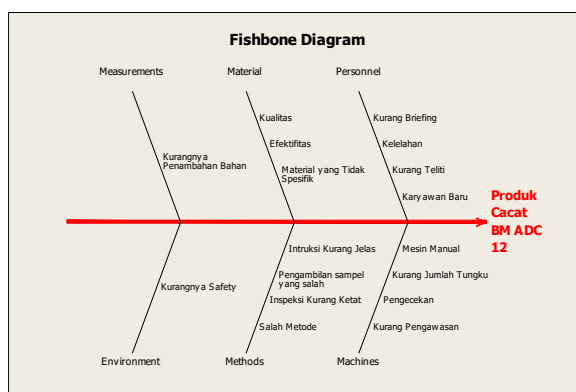 Fishbone Diagram
Measurements
Material
Personnel
Kualitas
Kurang Briefing
Efektifitas
Kelelahan
Kurangnya
Penambahan Bahan
Material yang Tidak
Spesifik
Kurang Teliti
Karyawan Baru
Produk
Cacat
BM ADC
12
Intruksi Kurang Jelas
Mesin Manual
Pengambilan sampel
yang salah
Kurang Jumlah Tungku
Kurangnya Safety
Inspeksi Kurang Ketat
Pengecekan
Salah Metode
Kurang Pengawasan
Environment
Methods
Machines